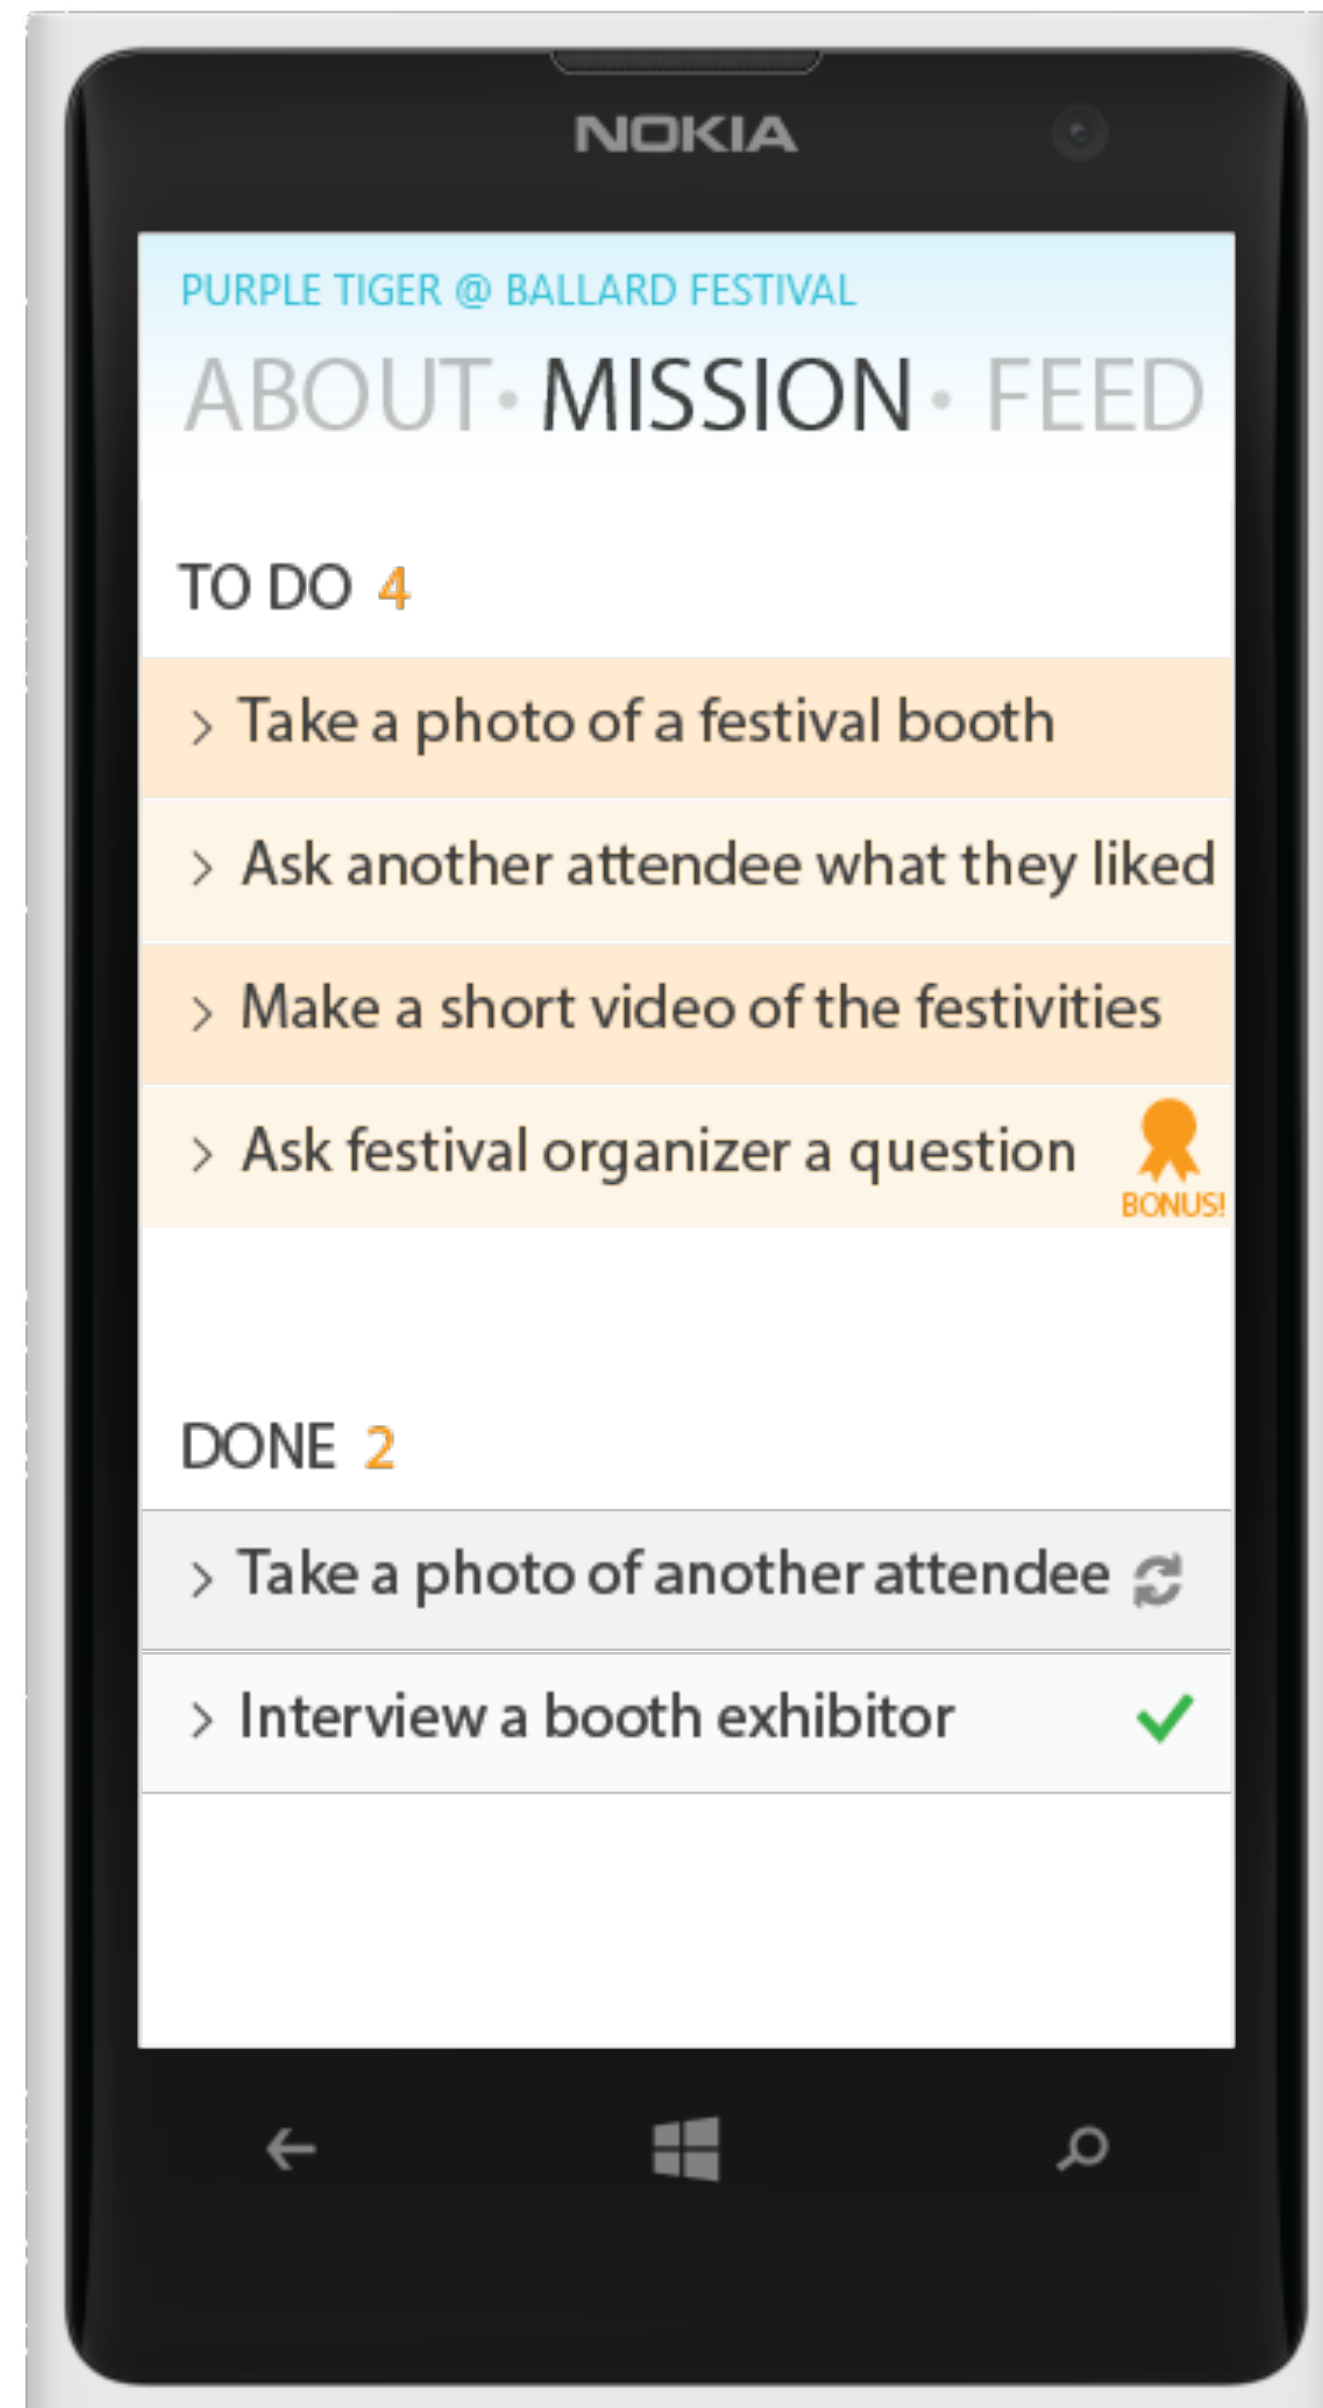 NOKIA
PURPLE TIGER @ BALLARD FESTIVAL
ABOUT • MISSION • FEED
TO DO 4
> Take a photo of a festival booth
> Ask another attendee what they liked
> Make a short video of the festivities
> Ask festival organizer a question
BONUS!
DONE 2
> Take a photo of another attendee
> Interview a booth exhibitor